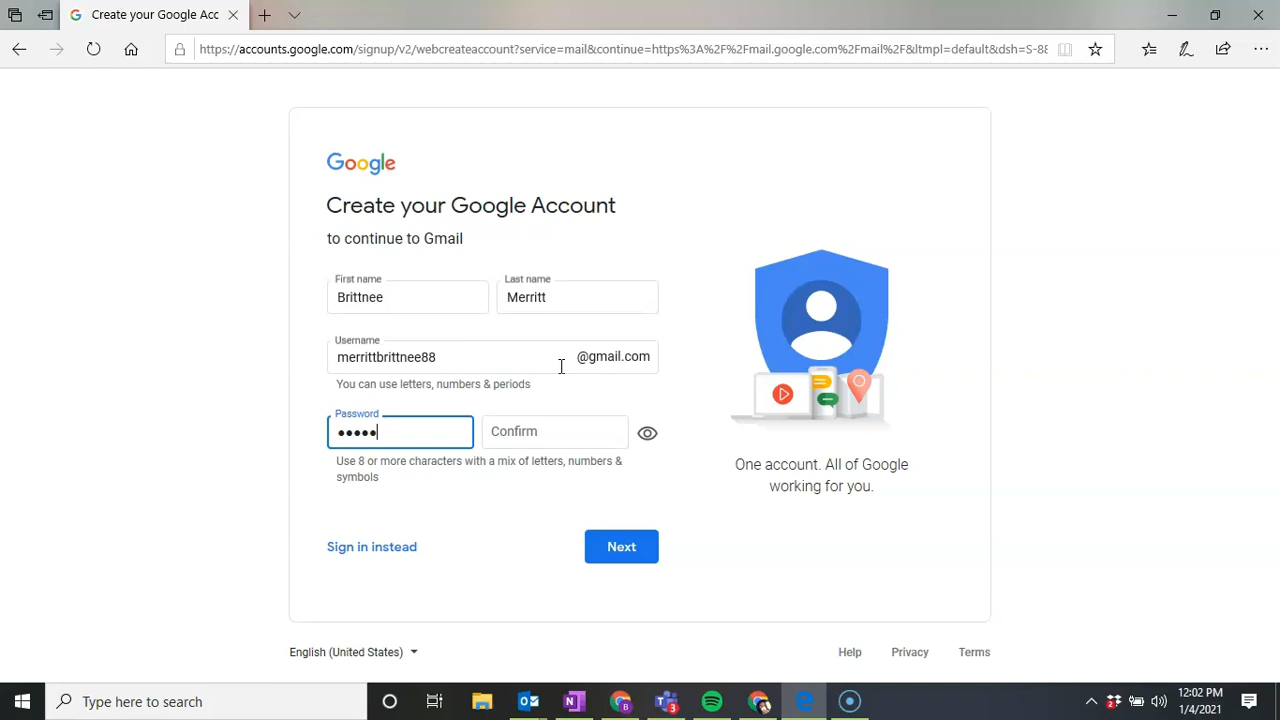 Create your Google Acc
https://accounts.google.com/signup/v2/webcreateaccount?service=mail&continue=https%3A%2F%2Fmail.google.com%2Fmail%2F&ltmpl=default&dsh=S-88
Google
Create your Google Account
to continue to Gmail
First name
Last name
Brittnee
Merritt
Username
merrittbrittnee88
@gmail.com
You can use letters, numbers & periods
Password
•••••
Confirm
Use 8 or more characters with a mix of letters, numbers &
symbols
One account. All of Google
working for you.
Sign in instead
Next
English (United States)
Help
Privacy
Terms
Type here to search
B
3
2
12:02 PM
1/4/2021